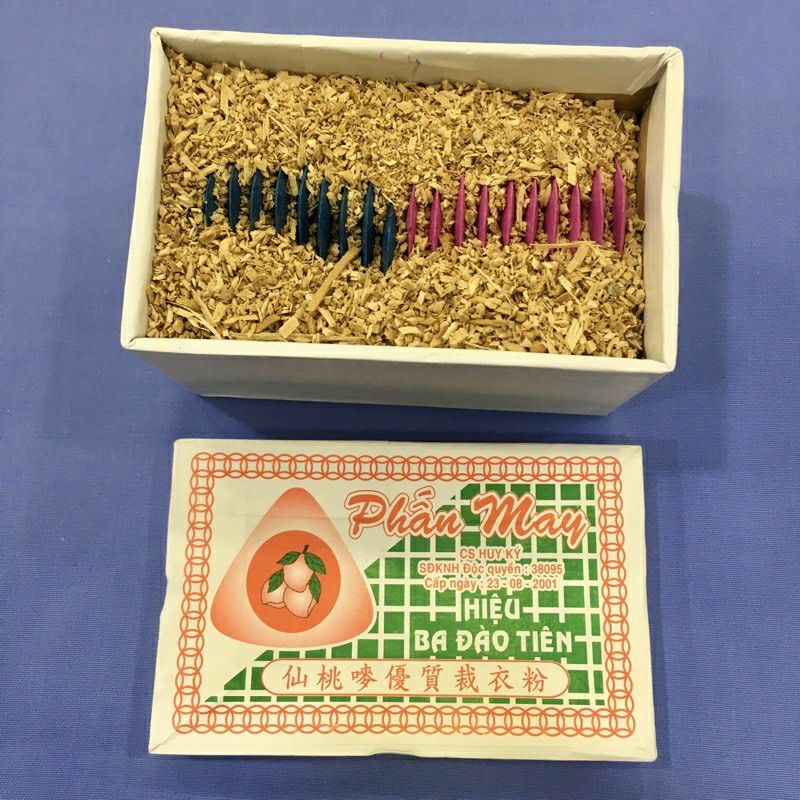 Phấn May
CS HUY KÝ
SĐKNH Độc quyền : 38095
Cấp ngày : 23 - 08 - 2001
HIỆU
BA ĐÀO TIÊN
仙桃嘜優質裁衣粉